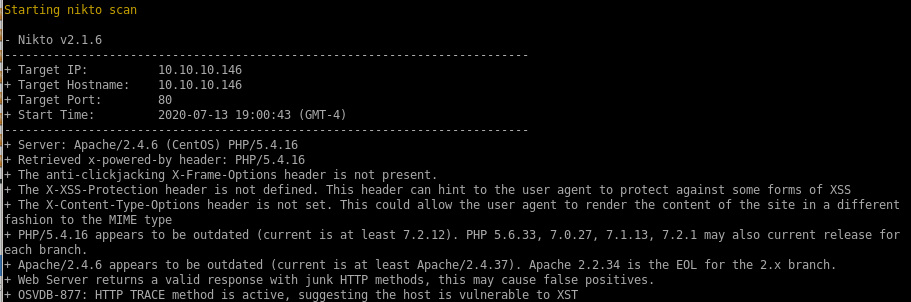 Starting nikto scan
- Nikto v2.1.6
---------------------------------------------------------------------------
+ Target IP:          10.10.10.146
+ Target Hostname:    10.10.10.146
+ Target Port:        80
+ Start Time:         2020-07-13 19:00:43 (GMT-4)
---------------------------------------------------------------------------
+ Server: Apache/2.4.6 (CentOS) PHP/5.4.16
+ Retrieved x-powered-by header: PHP/5.4.16
+ The anti-clickjacking X-Frame-Options header is not present.
+ The X-XSS-Protection header is not defined. This header can hint to the user agent to protect against some forms of XSS
+ The X-Content-Type-Options header is not set. This could allow the user agent to render the content of the site in a different
fashion to the MIME type
+ PHP/5.4.16 appears to be outdated (current is at least 7.2.12). PHP 5.6.33, 7.0.27, 7.1.13, 7.2.1 may also current release for
each branch.
+ Apache/2.4.6 appears to be outdated (current is at least Apache/2.4.37). Apache 2.2.34 is the EOL for the 2.x branch.
+ Web Server returns a valid response with junk HTTP methods, this may cause false positives.
+ OSVDB-877: HTTP TRACE method is active, suggesting the host is vulnerable to XST